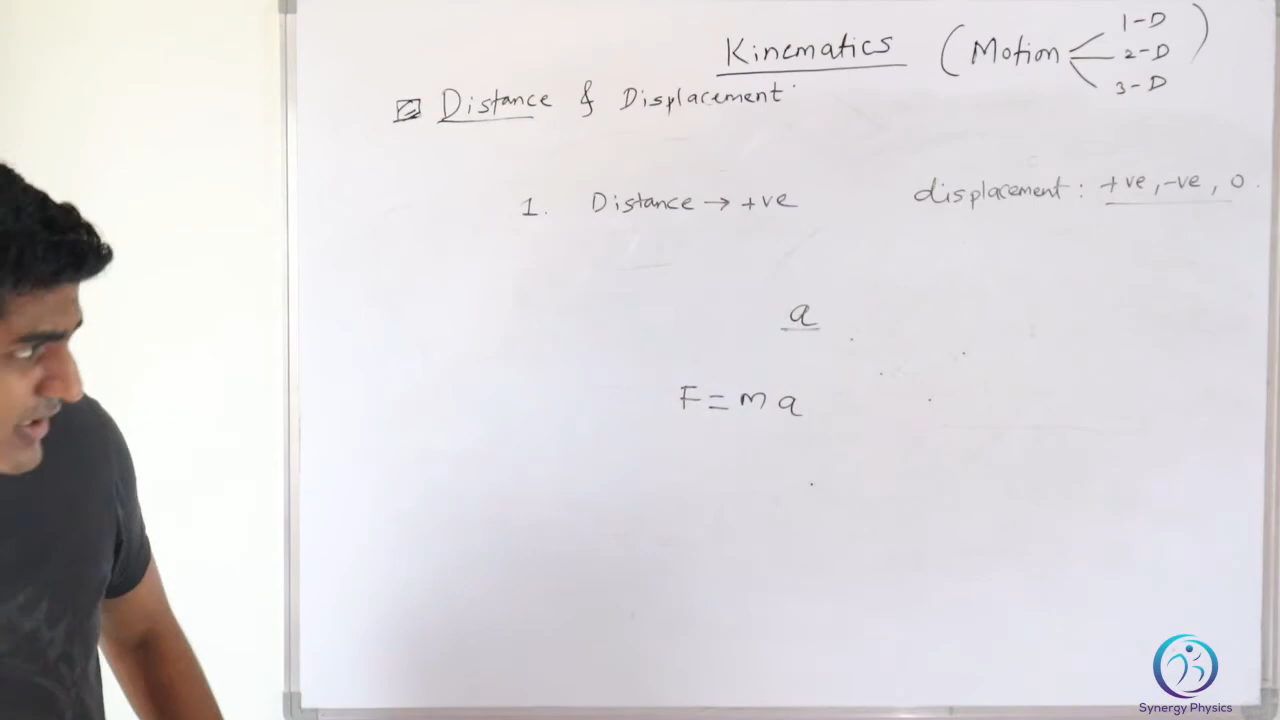 Kinematics (Motion 1-D 2-D 3-D)
Distance & Displacement
1. Distance → +ve displacement: +ve, -ve, 0.
a
F = ma
Synergy Physics